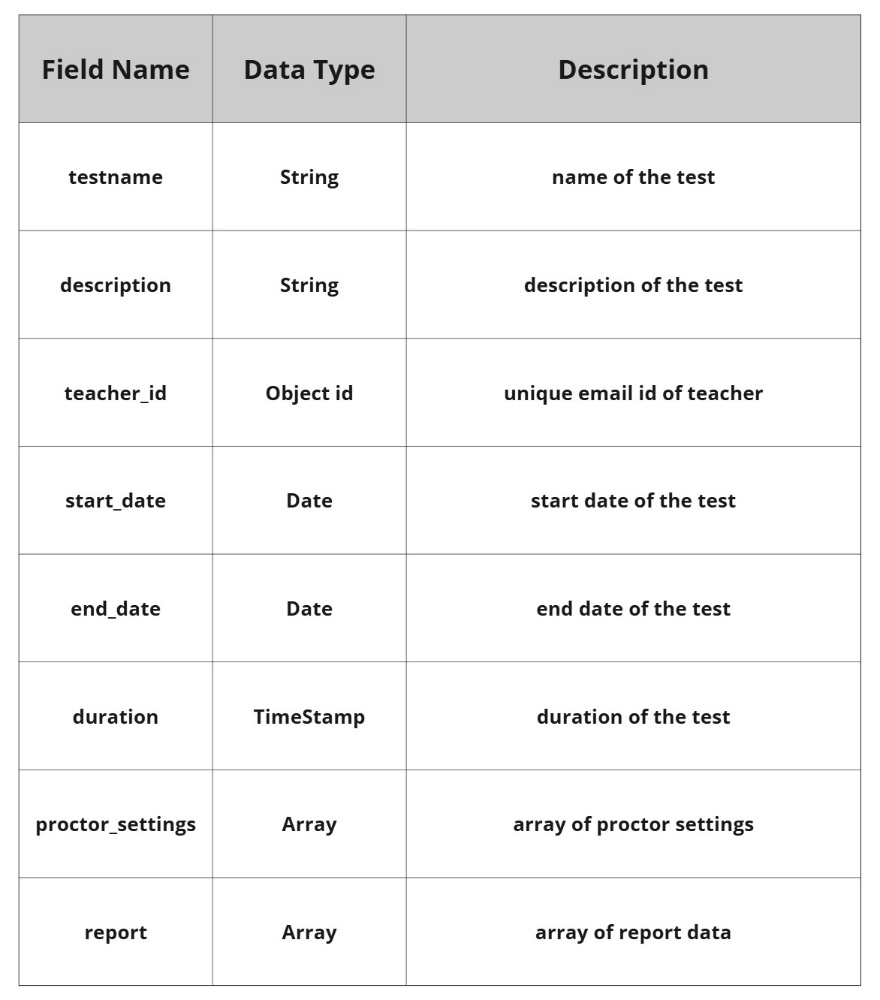 Field Name Data Type Description
testname String name of the test
description String description of the test
teacher_id Object id unique email id of teacher
start_date Date start date of the test
end_date Date end date of the test
duration TimeStamp duration of the test
proctor_settings Array array of proctor settings
report Array array of report data